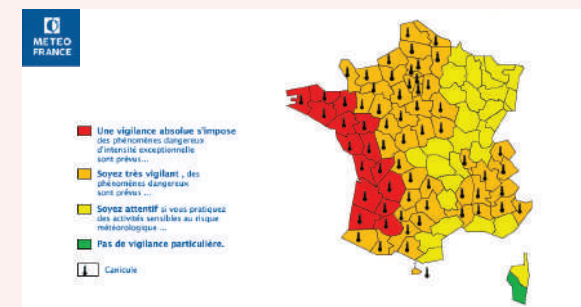 METEO
FRANCE
Une vigilance absolue s'impose
des phénomènes dangereux
d'intensité exceptionnelle
sont prévus ...
Soyez très vigilant , des
phénomènes dangereux
sont prévus ...
Soyez attentif si vous pratiquez
des activités sensibles au risque
météorologique ...
Pas de vigilance particulière.
Canicule